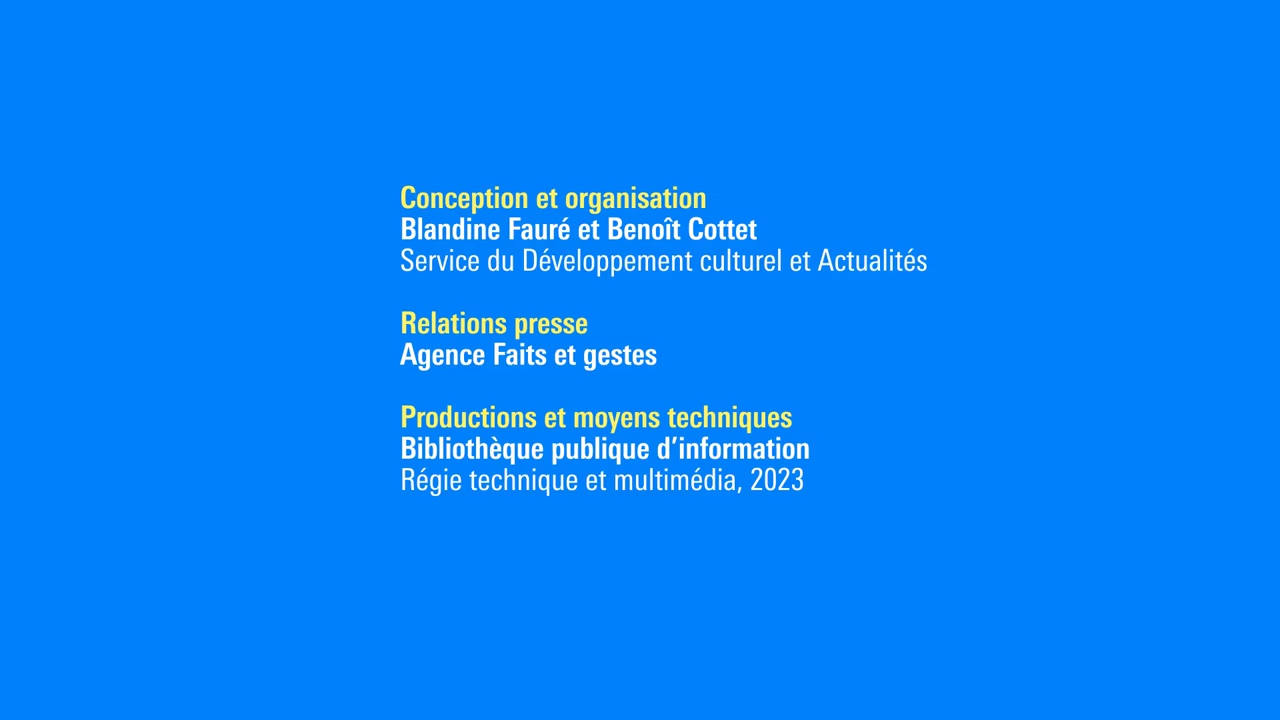 Conception et organisation
Blandine Fauré et Benoît Cottet
Service du Développement culturel et Actualités
Relations presse
Agence Faits et gestes
Productions et moyens techniques
Bibliothèque publique d’information
Régie technique et multimédia, 2023